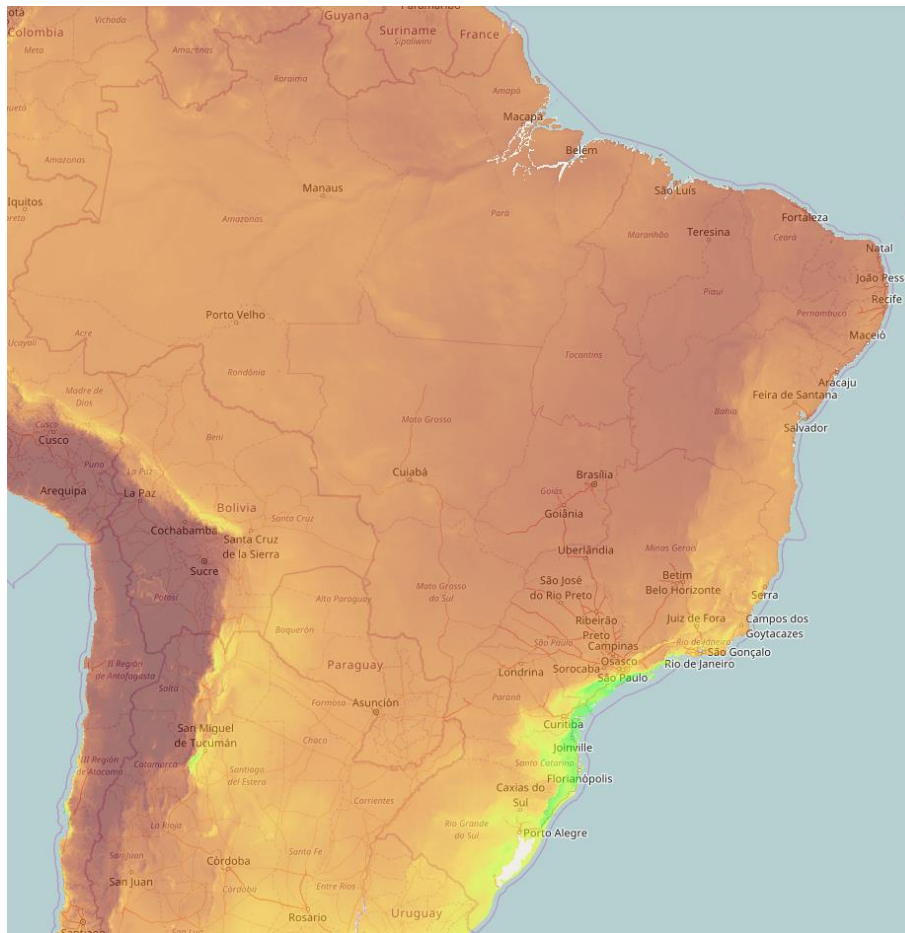 Paramaribo
otá
Vichada
Guyana
Colombia
Suriname
France
Sipaliwini
Meta
Amazonas
Roraima
Amapá
Macapá
Belém
Amazonas
Manaus
São Luís
Iquitos
Fortaleza
Amazonas
Pará
Ceará
Maranhão
Teresina
Natal
João Pess
Piauí
Recife
Porto Velho
Pernambuco
Acre
Maceió
Ucayali
Tocantins
Rondônia
Aracaju
Madre de
Dios
Feira de Santana
Bahia
Cusco
Mato Grosso
Salvador
Cusco
Beni
Puno
La Paz
Cuiabá
Brasília
Arequipa
La Paz
Goiás
Bolivia
Goiânia
Santa Cruz
Cochabamba
Santa Cruz
de la Sierra
Uberlândia
Minas Gerais
Sucre
Betim
Belo Horizonte
São José
do Rio Preto
Mato Grosso
do Sul
Serra
Potosí
Alto Paraguay
Juiz de Fora
Campos dos
Goytacazes
Ribeirão
Preto
Boquerón
São Paulo
Rio de Janeiro
Campinas
São Gonçalo
Paraguay
Osasco
Rio de Janeiro
II Región
de Antofagasta
Londrina
Sorocaba
São Paulo
Salta
Paraná
Formosa
Asunción
San Miguel
de Tucumán
Curitiba
Chaco
Joinville
III Región
de Atacama
Catamarca
Santiago
del Estero
Santa Catarina
Florianópolis
Caxias do
Sul
Corrientes
La Rioja
Rio Grande
do Sul
Porto Alegre
San Juan
Córdoba
Santa Fe
San Juan
Córdoba
Entre Ríos
Rosario
Uruguay
Santiago
San Luis